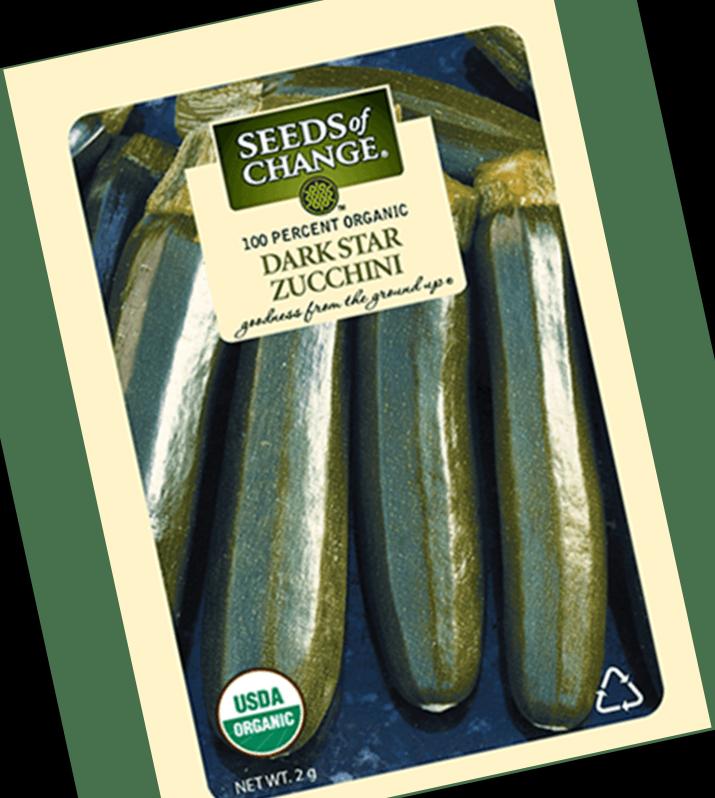 SEEDS of
CHANGE®
™
100 PERCENT ORGANIC
DARK STAR
ZUCCHINI
goodness from the ground up®
USDA
ORGANIC
NET WT. 2 g